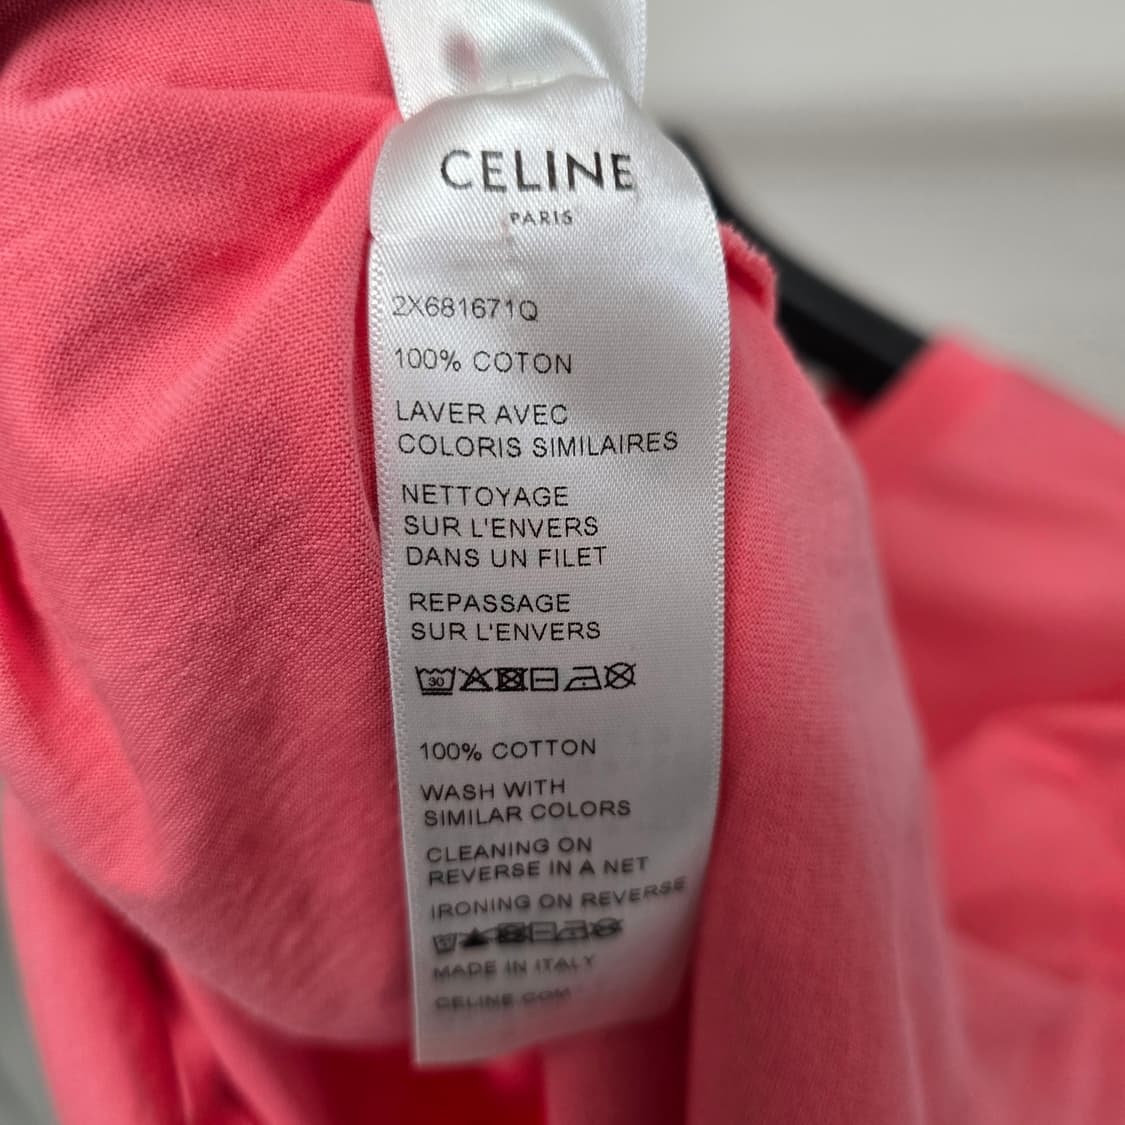 CELINE
PARIS
2X681671Q
100% COTON
LAVER AVEC
COLORIS SIMILAIRES
NETTOYAGE
SUR L'ENVERS
DANS UN FILET
REPASSAGE
SUR L'ENVERS
30
100% COTTON
WASH WITH
SIMILAR COLORS
CLEANING ON
REVERSE IN A NET
IRONING ON REVERSE
MADE IN ITALY
CELINE.COM